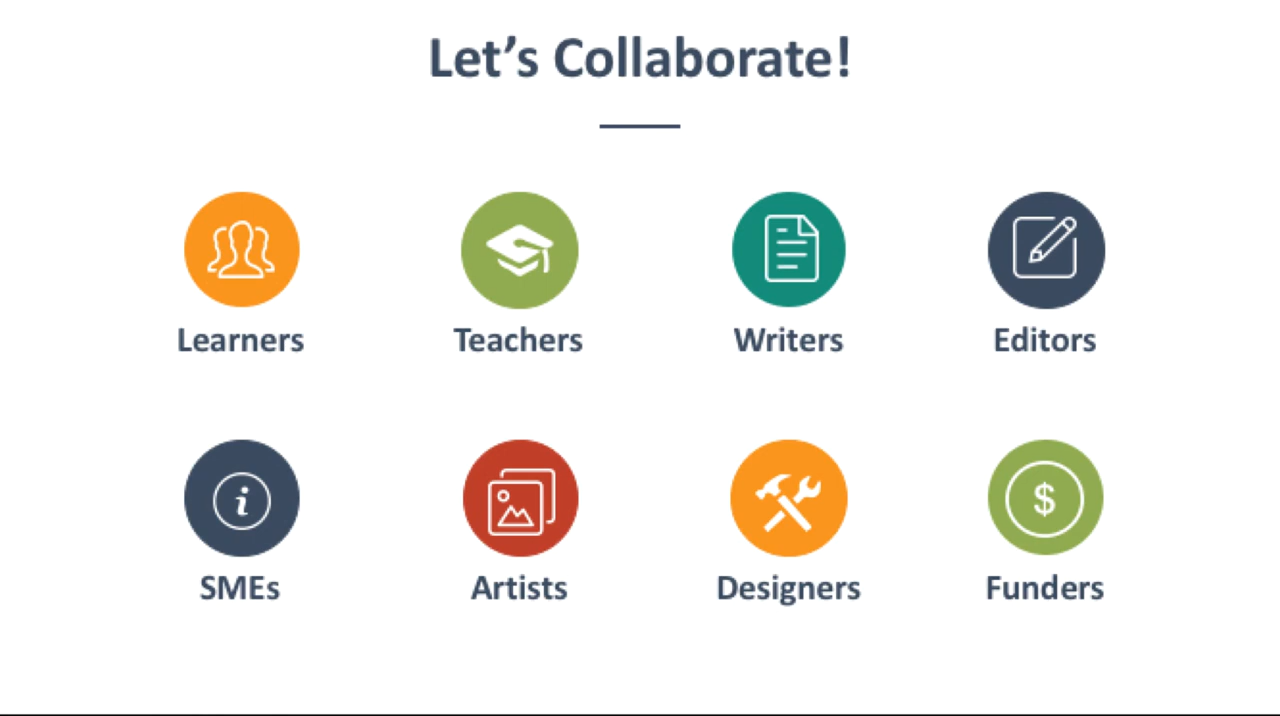 Let’s Collaborate!
Learners
Teachers
Writers
Editors
i
$
SMEs
Artists
Designers
Funders